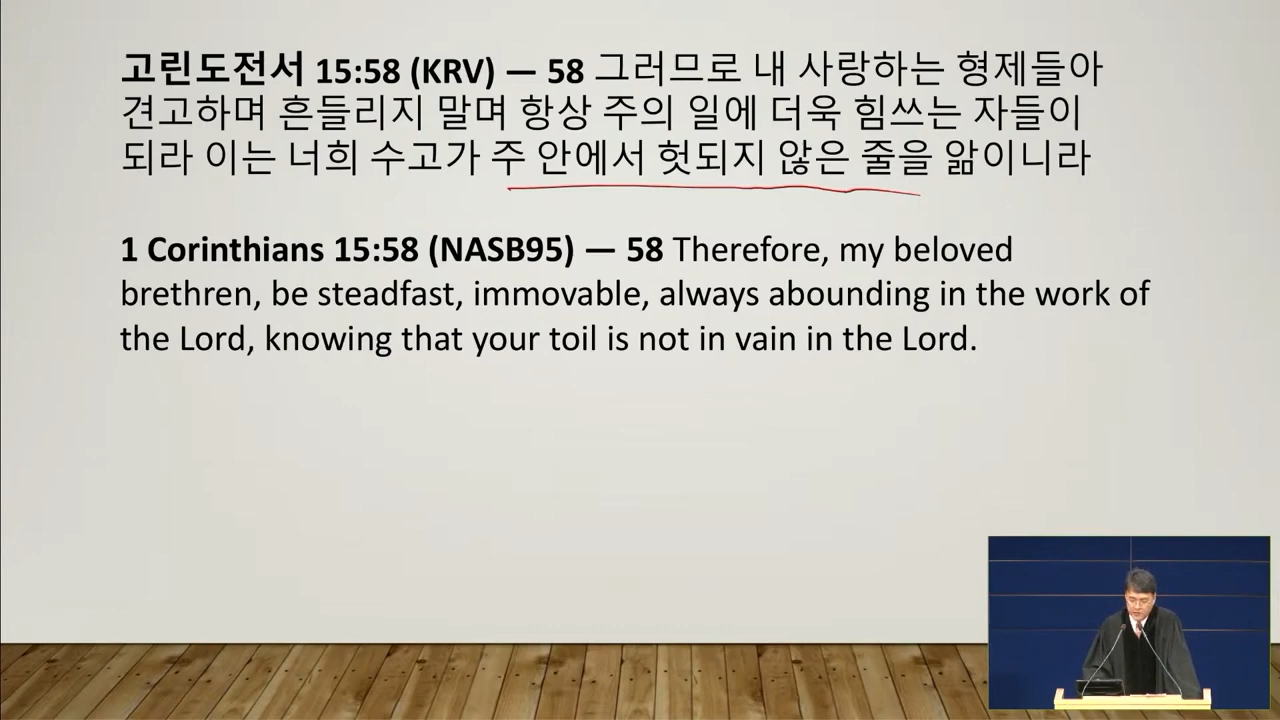 고린도전서 15:58 (KRV) — 58 그러므로 내 사랑하는 형제들아
견고하며 흔들리지 말며 항상 주의 일에 더욱 힘쓰는 자들이
되라 이는 너희 수고가 주 안에서 헛되지 않은 줄을 앎이니라
1 Corinthians 15:58 (NASB95) — 58 Therefore, my beloved
brethren, be steadfast, immovable, always abounding in the work of
the Lord, knowing that your toil is not in vain in the Lord.